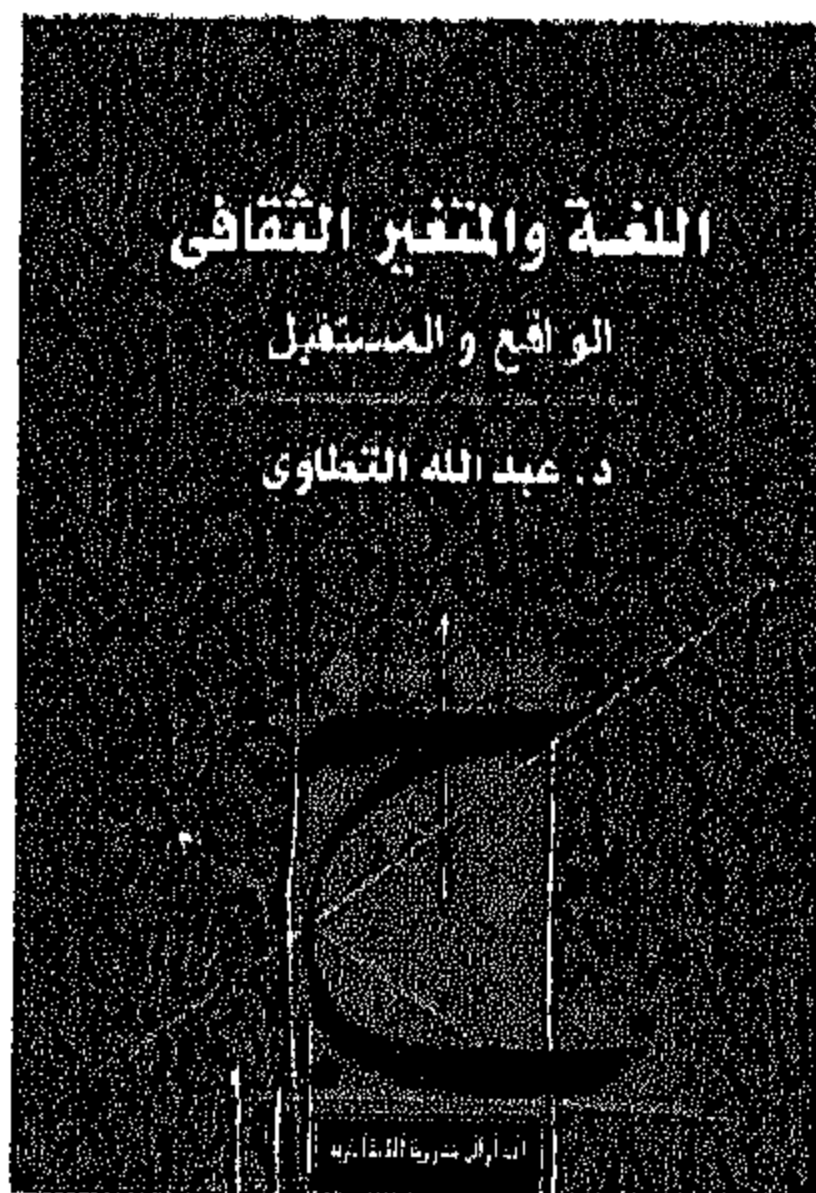 اللغة والمتغير الثقافى
الواقع والمستقبل
د. عبد الله التطاوى